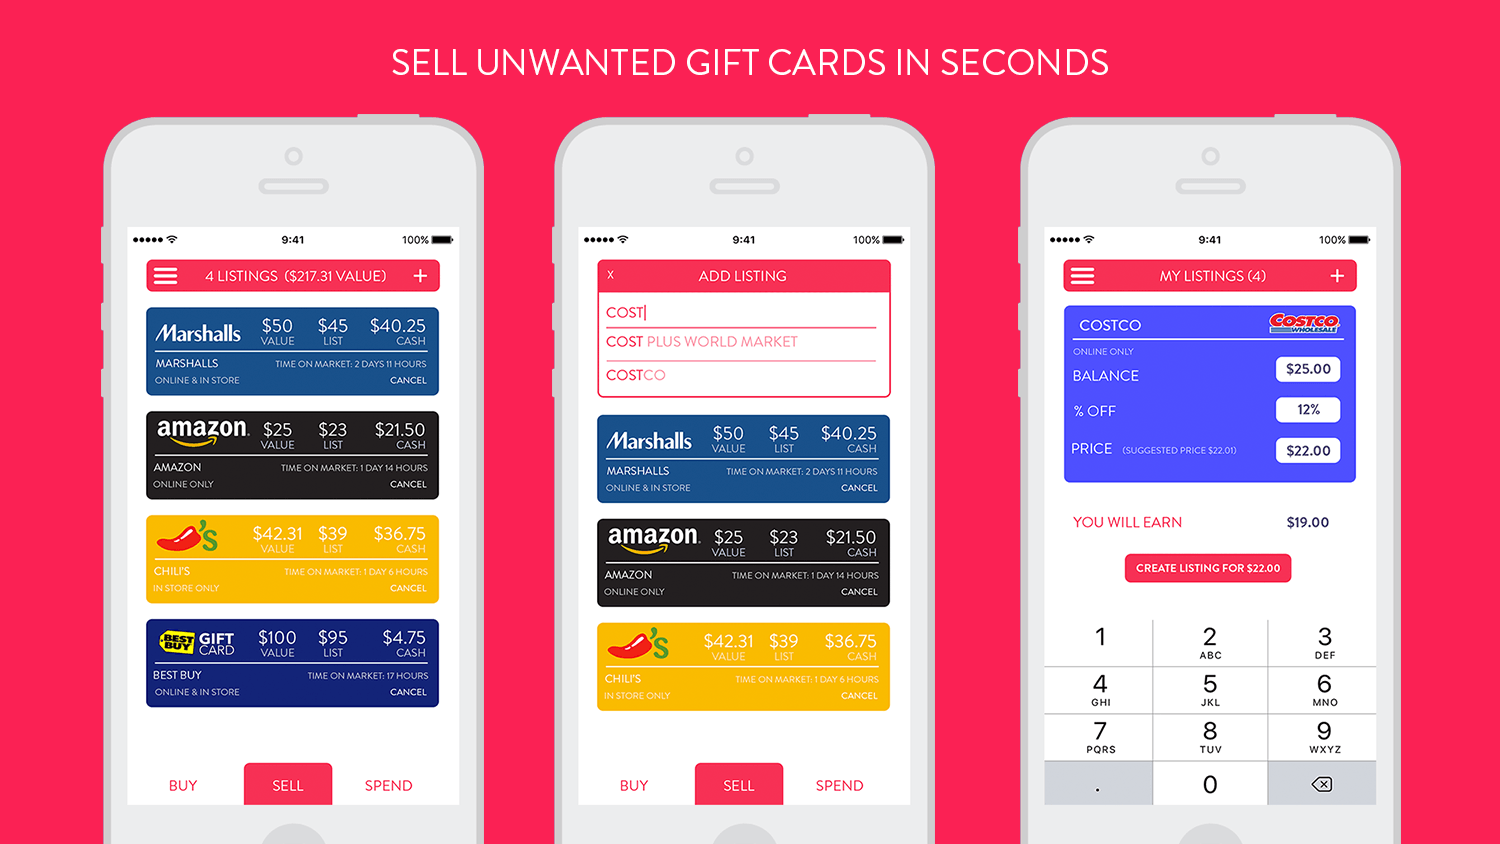 SELL UNWANTED GIFT CARDS IN SECONDS
9:41
100%
4 LISTINGS ($217.31 VALUE) +
Marshalls $50 $45 $40.25
VALUE LIST CASH
MARSHALLS TIME ON MARKET: 2 DAYS 11 HOURS
ONLINE & IN STORE CANCEL
amazon $25 $23 $21.50
VALUE LIST CASH
AMAZON TIME ON MARKET: 1 DAY 14 HOURS
ONLINE ONLY CANCEL
's $42.31 $39 $36.75
VALUE LIST CASH
CHILI'S TIME ON MARKET: 1 DAY 6 HOURS
IN STORE ONLY CANCEL
BEST BUY GIFT CARD $100 $95 $4.75
VALUE LIST CASH
BEST BUY TIME ON MARKET: 17 HOURS
ONLINE & IN STORE CANCEL
BUY SELL SPEND
9:41
100%
X ADD LISTING
COST
COST PLUS WORLD MARKET
COSTCO
Marshalls $50 $45 $40.25
VALUE LIST CASH
MARSHALLS TIME ON MARKET: 2 DAYS 11 HOURS
ONLINE & IN STORE CANCEL
amazon $25 $23 $21.50
VALUE LIST CASH
AMAZON TIME ON MARKET: 1 DAY 14 HOURS
ONLINE ONLY CANCEL
's $42.31 $39 $36.75
VALUE LIST CASH
CHILI'S TIME ON MARKET: 1 DAY 6 HOURS
IN STORE ONLY CANCEL
BUY SELL SPEND
9:41
100%
MY LISTINGS (4) +
COSTCO COSTCO WHOLESALE
ONLINE ONLY
BALANCE $25.00
% OFF 12%
PRICE (SUGGESTED PRICE $22.01) $22.00
YOU WILL EARN $19.00
CREATE LISTING FOR $22.00
1 2 3
ABC DEF
4 5 6
GHI JKL MNO
7 8 9
PQRS TUV WXYZ
. 0